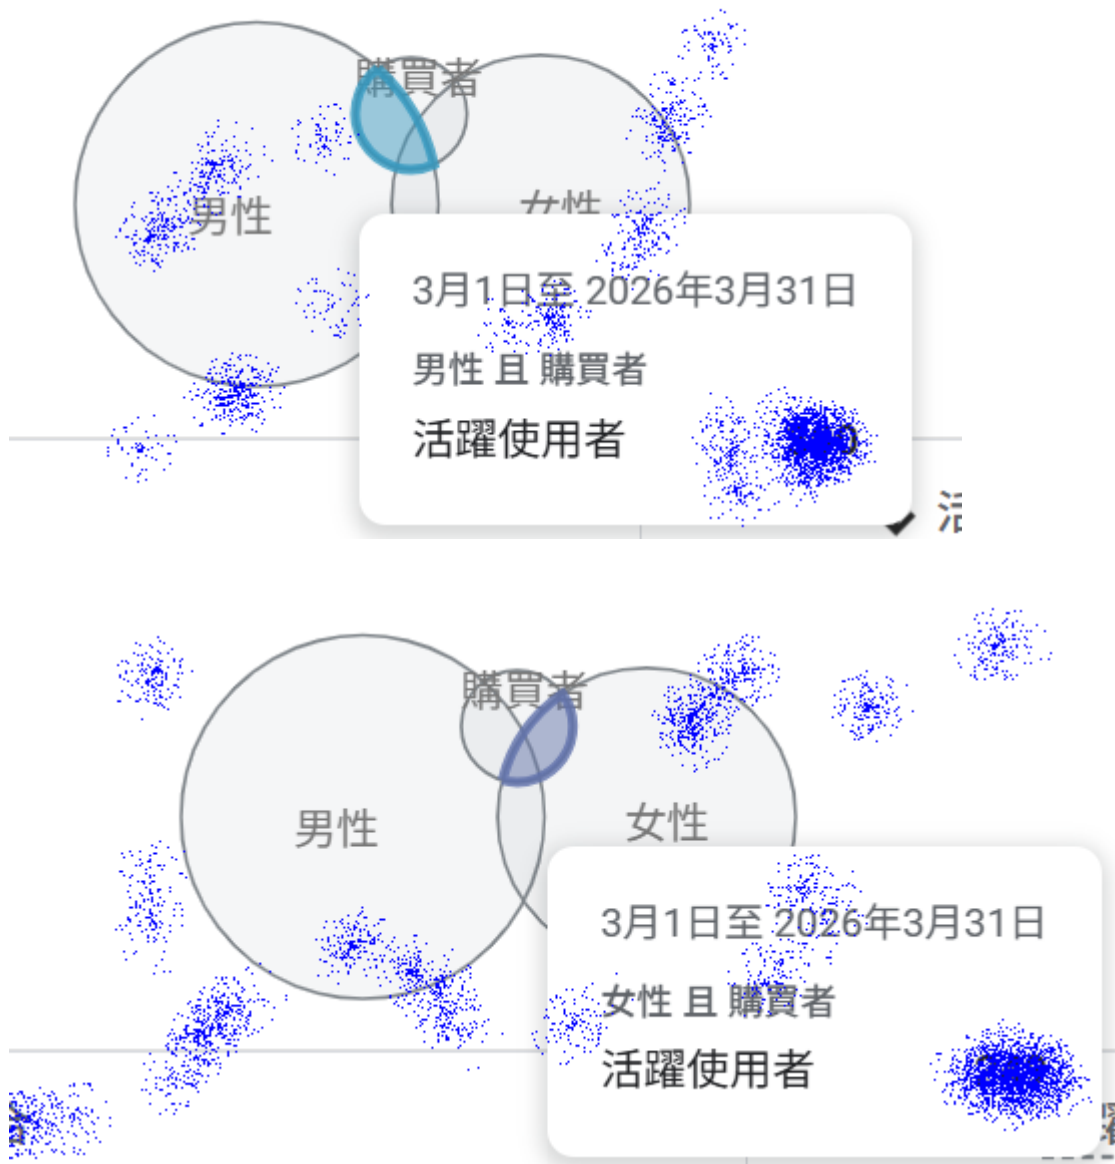 購買者
男性
女性
3月1日至 2026年3月31日
男性 且 購買者
活躍使用者
購買者
男性
女性
3月1日至 2026年3月31日
女性 且 購買者
活躍使用者